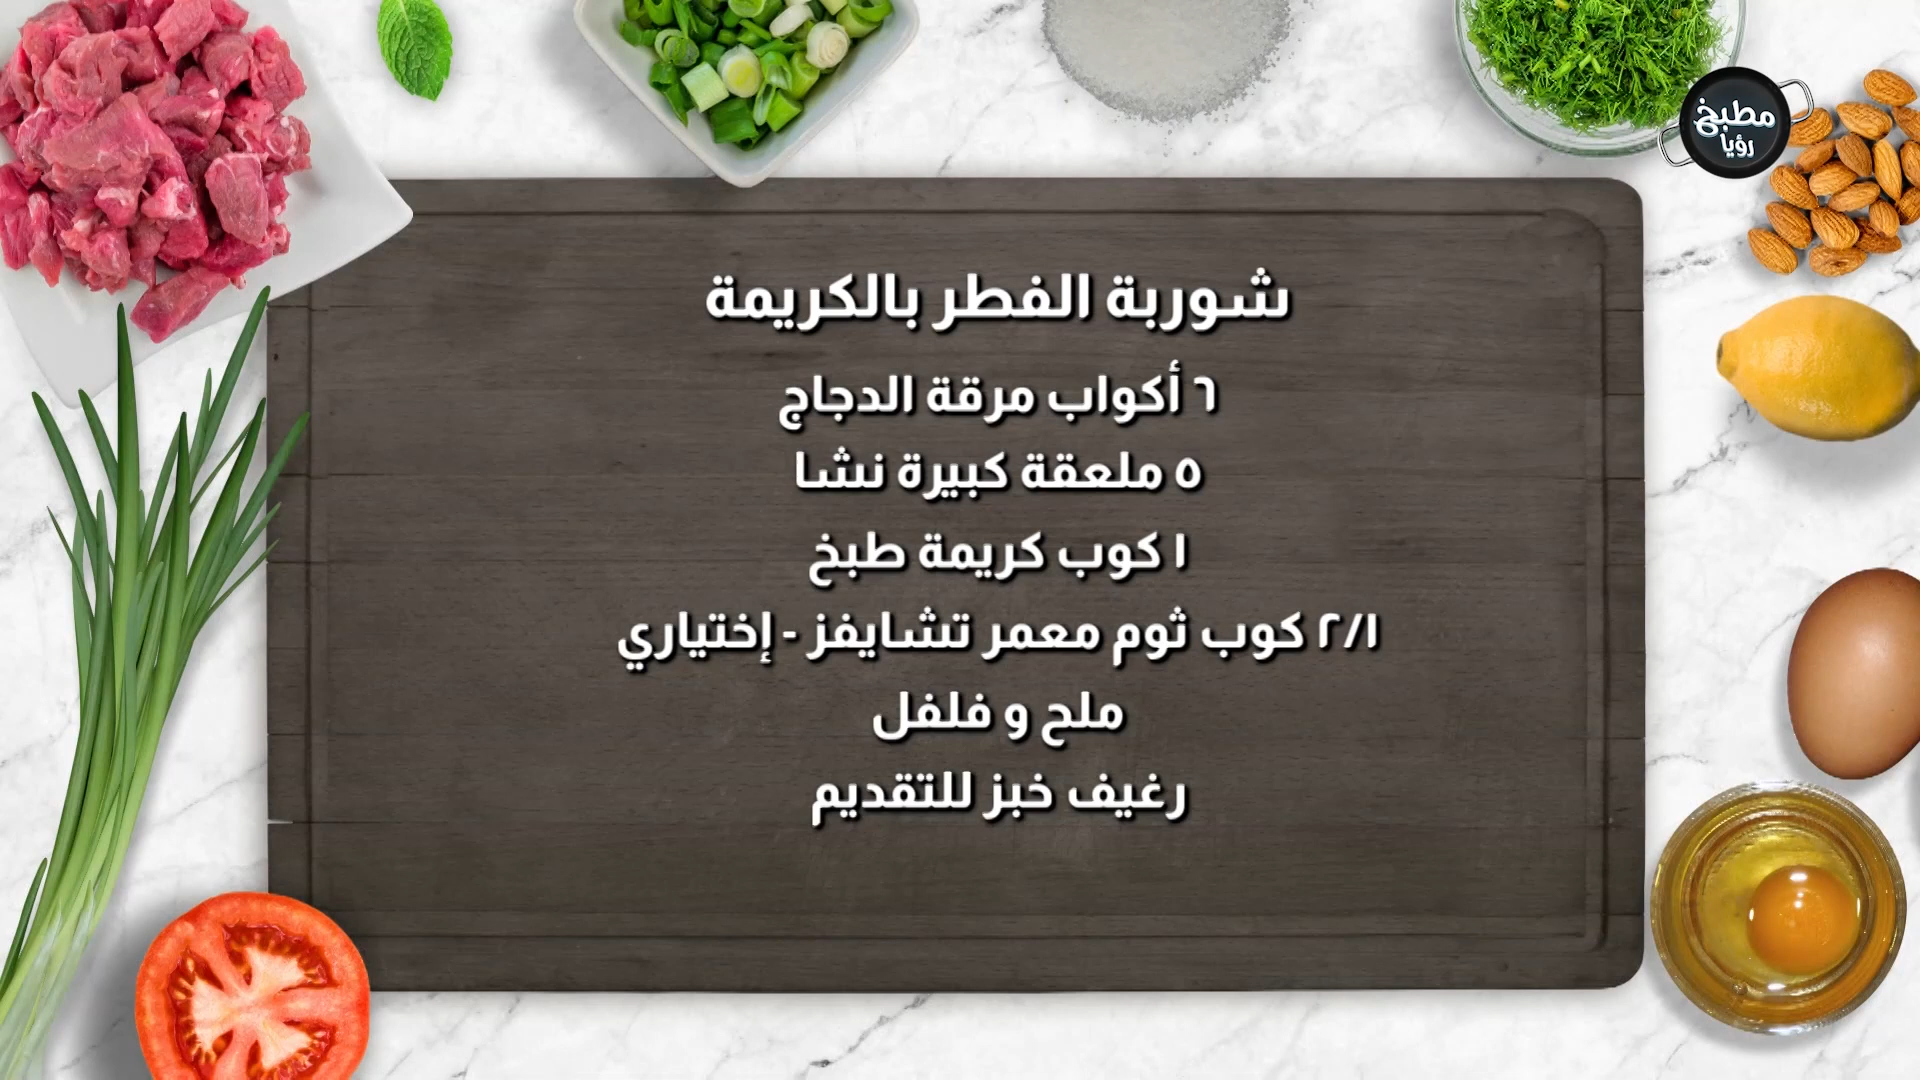 مطبخ
رؤيا
شوربة الفطر بالكريمة
٦ أكواب مرقة الدجاج
٥ ملعقة كبيرة نشا
١ كوب كريمة طبخ
٢/١ كوب ثوم معمر تشايفز - إختياري
ملح و فلفل
رغيف خبز للتقديم